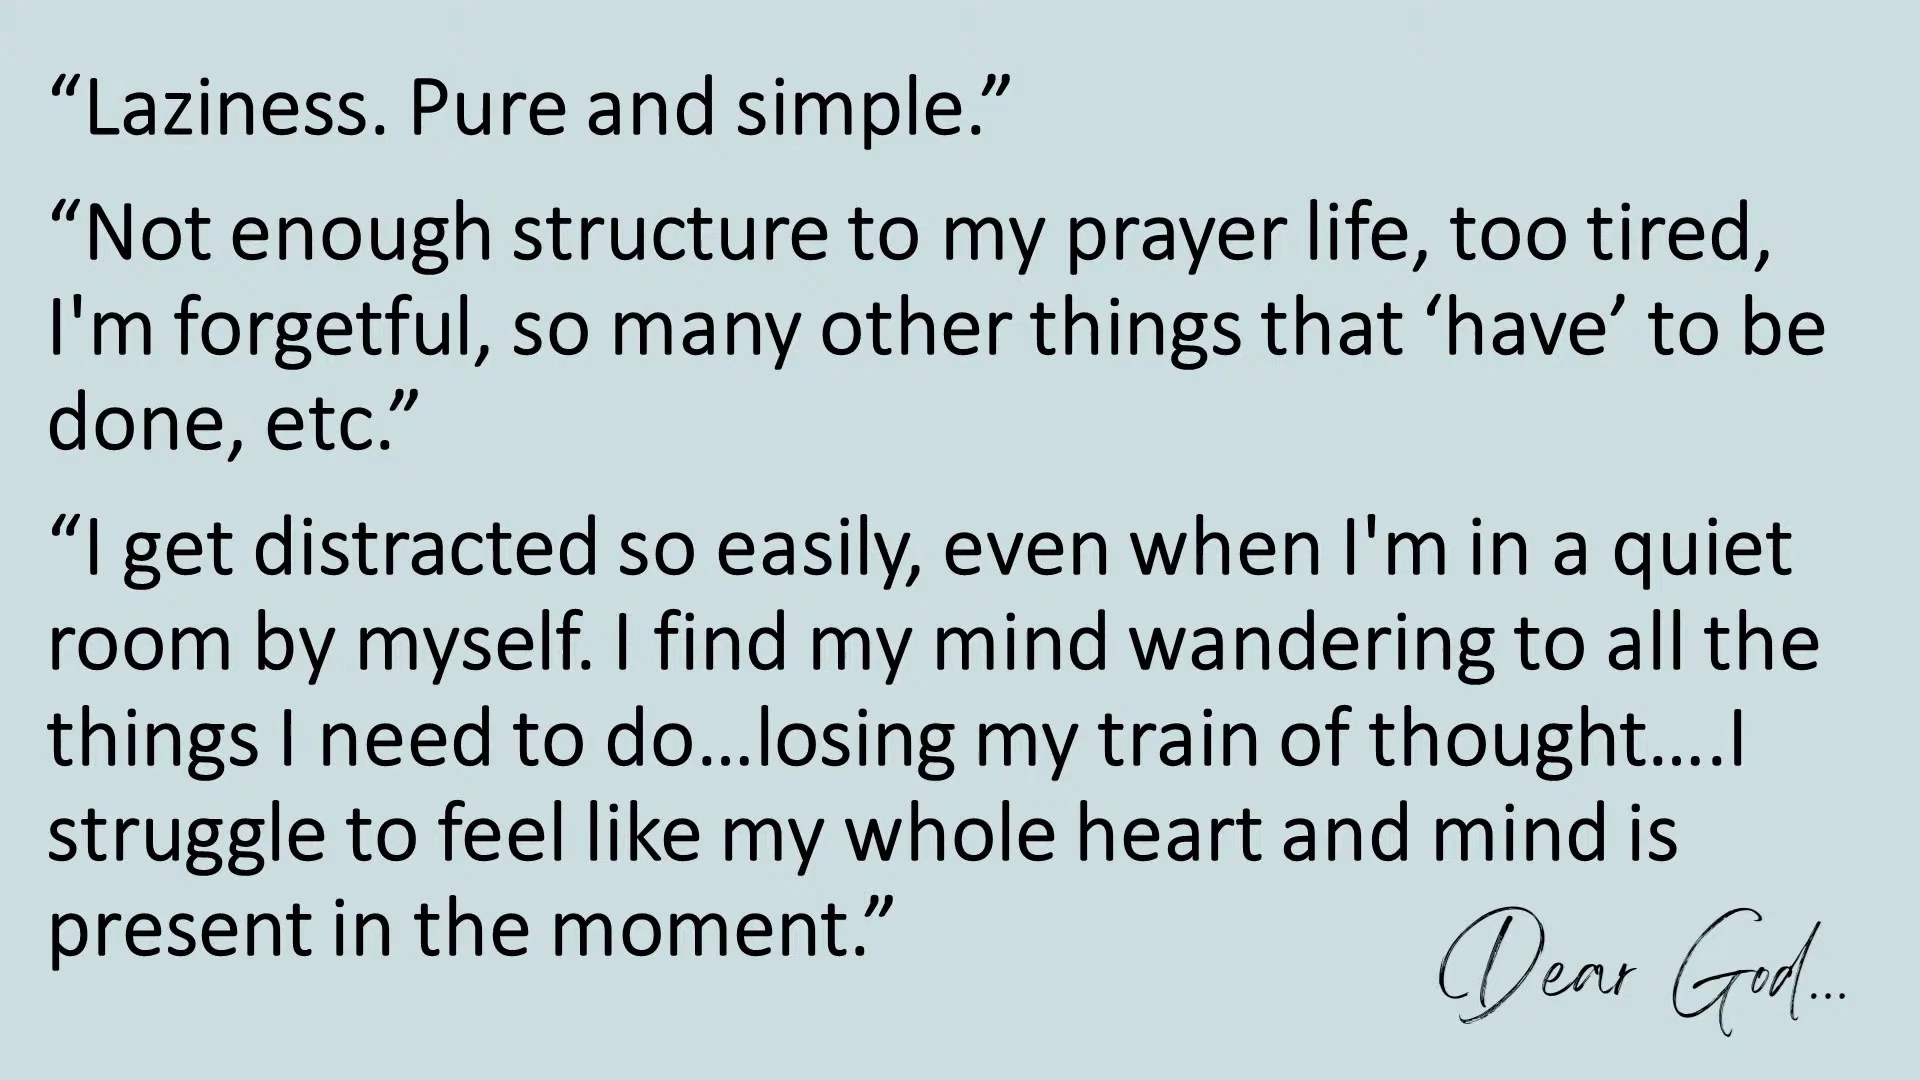 “Laziness. Pure and simple.”
“Not enough structure to my prayer life, too tired,
I'm forgetful, so many other things that ‘have’ to be
done, etc.”
“I get distracted so easily, even when I'm in a quiet
room by myself. I find my mind wandering to all the
things I need to do...losing my train of thought....I
struggle to feel like my whole heart and mind is
present in the moment.”
Dear God...